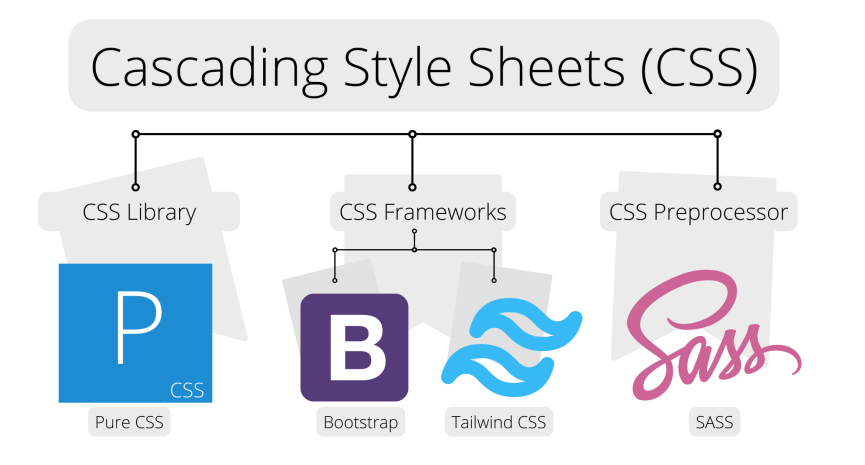 Cascading Style Sheets (CSS)
CSS Library
CSS Frameworks
CSS Preprocessor
P
CSS
B
Sass
Pure CSS
Bootstrap
Tailwind CSS
SASS